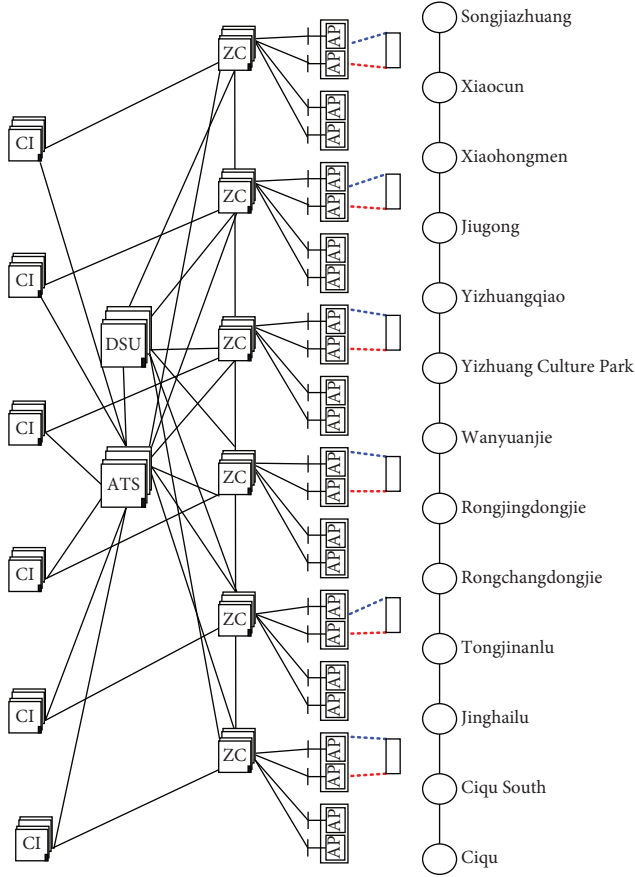 Songjiazhuang
ZC
AP
AP
Xiaocun
AP
AP
CI
Xiaohongmen
ZC
AP
AP
Jiugong
AP
AP
CI
Yizhuangqiao
DSU
ZC
AP
AP
Yizhuang Culture Park
AP
AP
CI
Wanyuanjie
ATS
ZC
AP
AP
Rongjingdongjie
AP
AP
CI
Rongchangdongjie
ZC
AP
AP
Tongjinanlu
AP
AP
CI
Jinghailu
ZC
AP
AP
Ciqu South
AP
AP
CI
Ciqu